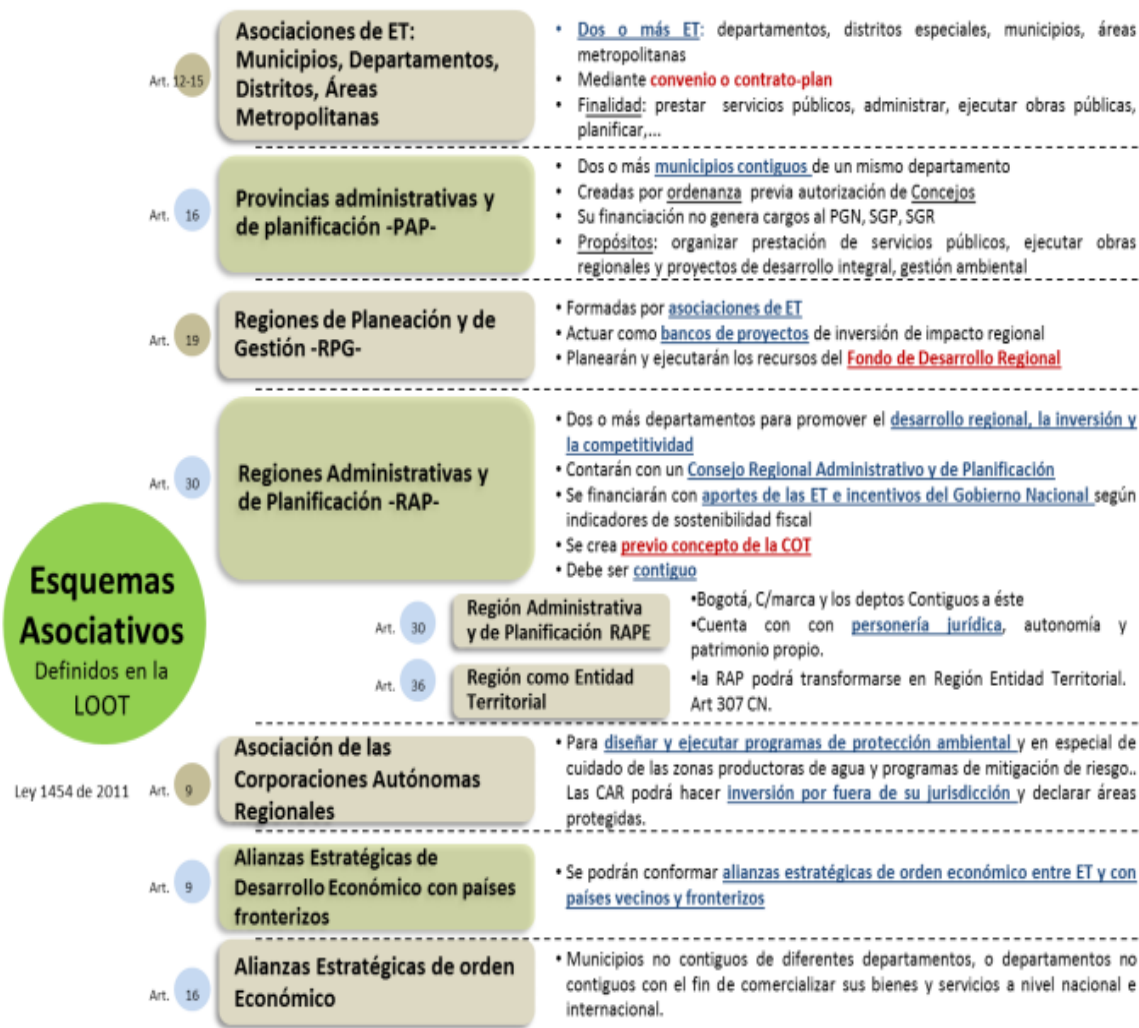 Esquemas
Asociativos
Definidos en la
LOOT
Ley 1454 de 2011
Art. 12-15
Asociaciones de ET:
Municipios, Departamentos,
Distritos, Áreas
Metropolitanas
• Dos o más ET: departamentos, distritos especiales, municipios, áreas
metropolitanas
• Mediante convenio o contrato-plan
• Finalidad: prestar servicios públicos, administrar, ejecutar obras públicas,
planificar,...
Art. 16
Provincias administrativas y
de planificación -PAP-
• Dos o más municipios contiguos de un mismo departamento
• Creadas por ordenanza previa autorización de Concejos
• Su financiación no genera cargos al PGN, SGP, SGR
• Propósitos: organizar prestación de servicios públicos, ejecutar obras
regionales y proyectos de desarrollo integral, gestión ambiental
Art. 19
Regiones de Planeación y de
Gestión -RPG-
• Formadas por asociaciones de ET
• Actuar como bancos de proyectos de inversión de impacto regional
• Planearán y ejecutarán los recursos del Fondo de Desarrollo Regional
Art. 30
Regiones Administrativas y
de Planificación -RAP-
• Dos o más departamentos para promover el desarrollo regional, la inversión y
la competitividad
• Contarán con un Consejo Regional Administrativo y de Planificación
• Se financiarán con aportes de las ET e incentivos del Gobierno Nacional según
indicadores de sostenibilidad fiscal
• Se crea previo concepto de la COT
• Debe ser contiguo
Art. 30
Región Administrativa
y de Planificación RAPE
•Bogotá, C/marca y los deptos Contiguos a éste
•Cuenta con con personería jurídica, autonomía y
patrimonio propio.
Art. 36
Región como Entidad
Territorial
•la RAP podrá transformarse en Región Entidad Territorial.
Art 307 CN.
Art. 9
Asociación de las
Corporaciones Autónomas
Regionales
• Para diseñar y ejecutar programas de protección ambiental y en especial de
cuidado de las zonas productoras de agua y programas de mitigación de riesgo..
Las CAR podrá hacer inversión por fuera de su jurisdicción y declarar áreas
protegidas.
Art. 9
Alianzas Estratégicas de
Desarrollo Económico con países
fronterizos
• Se podrán conformar alianzas estratégicas de orden económico entre ET y con
países vecinos y fronterizos
Art. 16
Alianzas Estratégicas de orden
Económico
• Municipios no contiguos de diferentes departamentos, o departamentos no
contiguos con el fin de comercializar sus bienes y servicios a nivel nacional e
internacional.